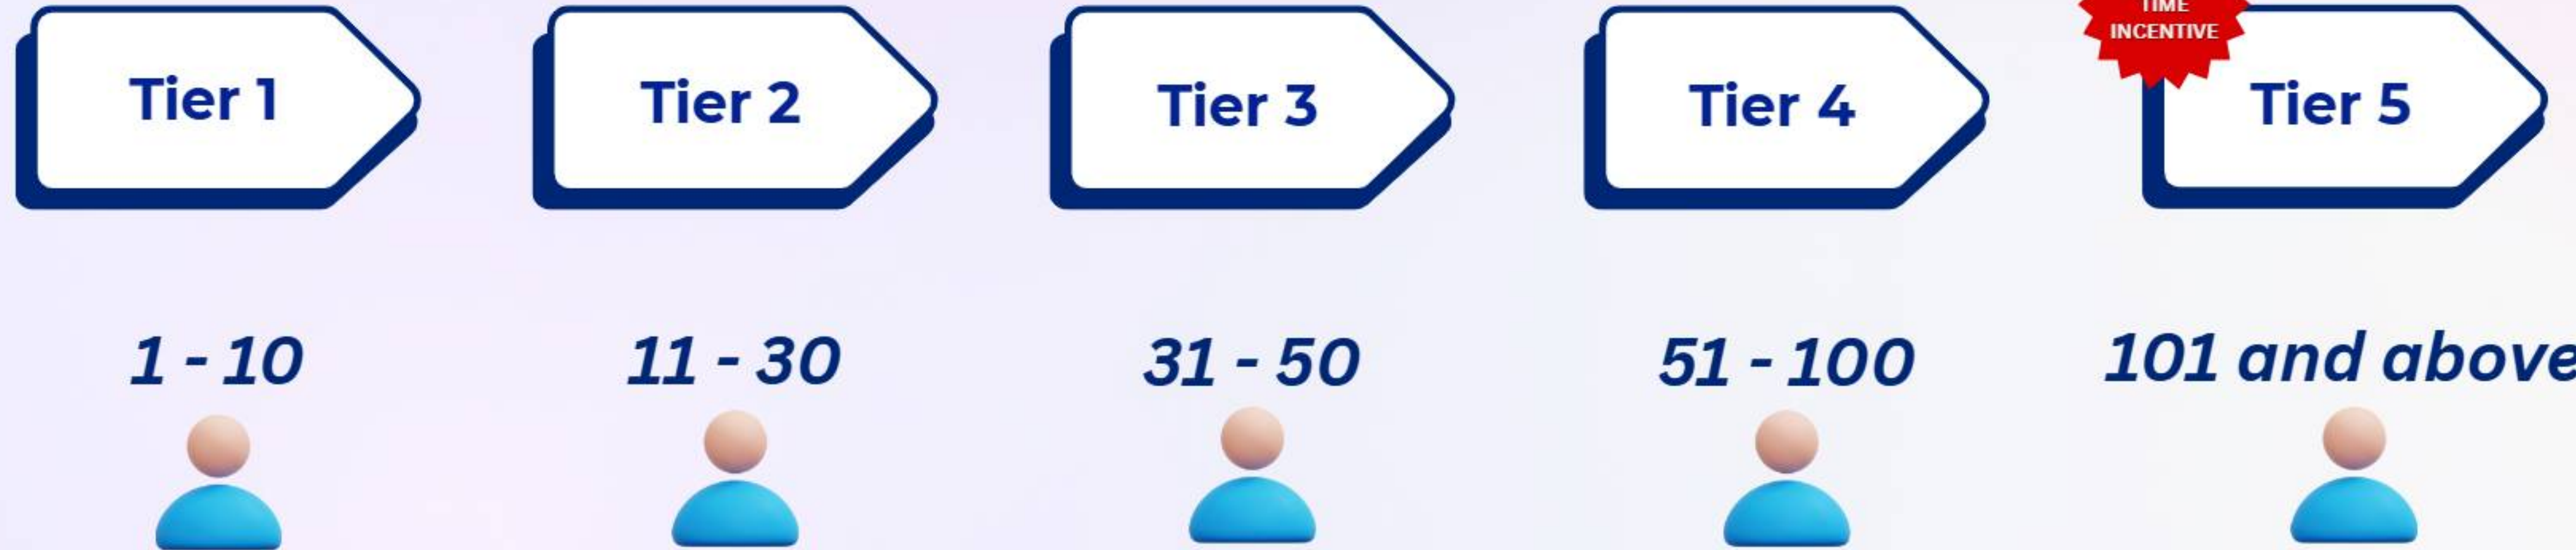 TIME
INCENTIVE
Tier 1
Tier 2
Tier 3
Tier 4
Tier 5
1 - 10
11 - 30
31 - 50
51 - 100
101 and above